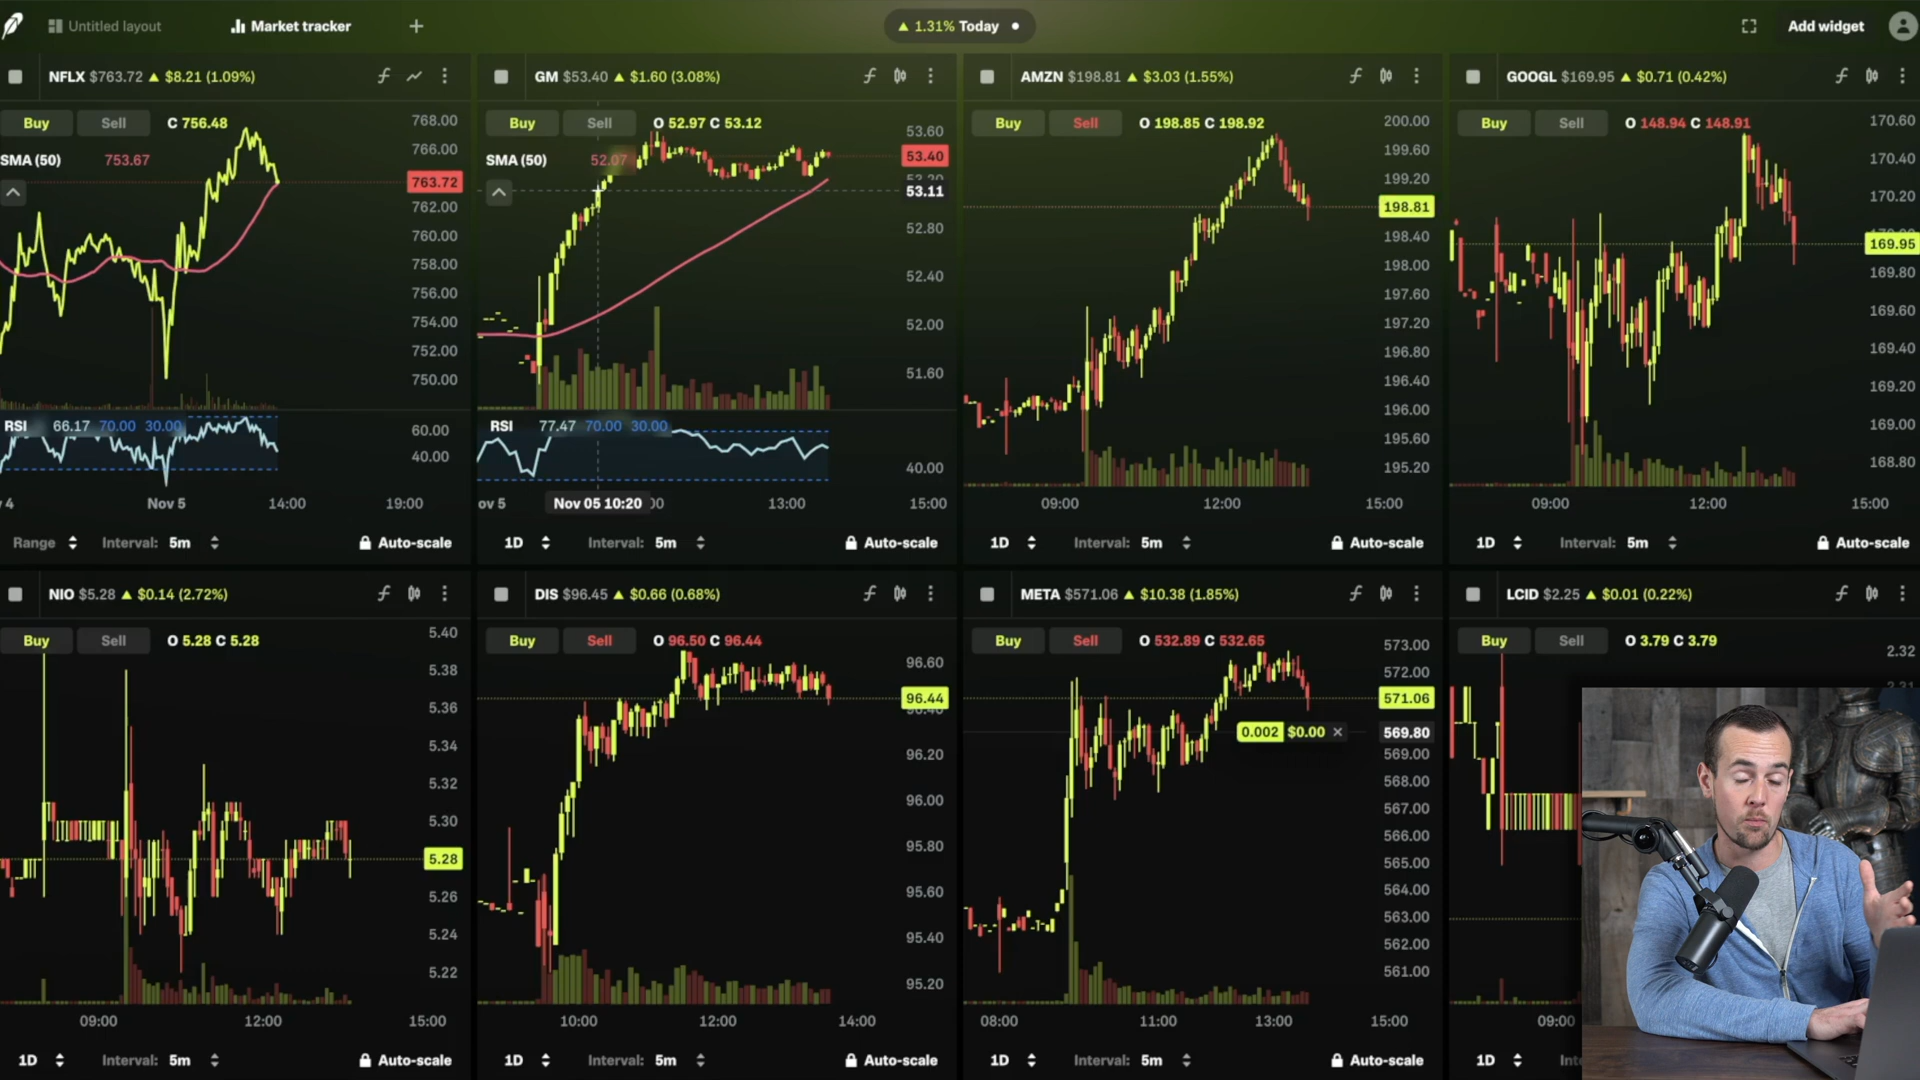 Untitled layout
Market tracker
+
1.31% Today
Add widget
NFLX $763.72 ▲ $8.21 (1.09%)
Buy
Sell
C 756.48
SMA (50)
753.67
768.00
766.00
763.72
762.00
760.00
758.00
756.00
754.00
752.00
750.00
RSI
66.17
70.00
30.00
60.00
40.00
Nov 5
14:00
19:00
Range
Interval: 5m
Auto-scale
GM $53.40 ▲ $1.60 (3.08%)
Buy
Sell
O 52.97 C 53.12
SMA (50)
52.07
53.60
53.40
53.11
52.80
52.40
52.00
51.60
RSI
77.47
70.00
30.00
40.00
ov 5
Nov 05 10:20
13:00
15:00
1D
Interval: 5m
Auto-scale
AMZN $198.81 ▲ $3.03 (1.55%)
Buy
Sell
O 198.85 C 198.92
200.00
199.60
199.20
198.81
198.40
198.00
197.60
197.20
196.80
196.40
196.00
195.60
195.20
09:00
12:00
15:00
1D
Interval: 5m
Auto-scale
GOOGL $169.95 ▲ $0.71 (0.42%)
Buy
Sell
O 148.94 C 148.91
170.60
170.40
170.20
169.95
169.80
169.60
169.40
169.20
169.00
168.80
09:00
12:00
15:00
1D
Interval: 5m
Auto-scale
NIO $5.28 ▲ $0.14 (2.72%)
Buy
Sell
O 5.28 C 5.28
5.40
5.38
5.36
5.34
5.32
5.30
5.28
5.26
5.24
5.22
09:00
12:00
15:00
1D
Interval: 5m
Auto-scale
DIS $96.45 ▲ $0.66 (0.68%)
Buy
Sell
O 96.50 C 96.44
96.60
96.44
96.20
96.00
95.80
95.60
95.40
95.20
10:00
12:00
14:00
1D
Interval: 5m
Auto-scale
META $571.06 ▲ $10.38 (1.85%)
Buy
Sell
O 532.89 C 532.65
573.00
572.00
571.06
0.002 $0.00 ×
569.80
569.00
568.00
567.00
566.00
565.00
564.00
563.00
562.00
561.00
08:00
11:00
13:00
15:00
1D
Interval: 5m
Auto-scale
LCID $2.25 ▲ $0.01 (0.22%)
Buy
Sell
O 3.79 C 3.79
2.32
09:00
1D